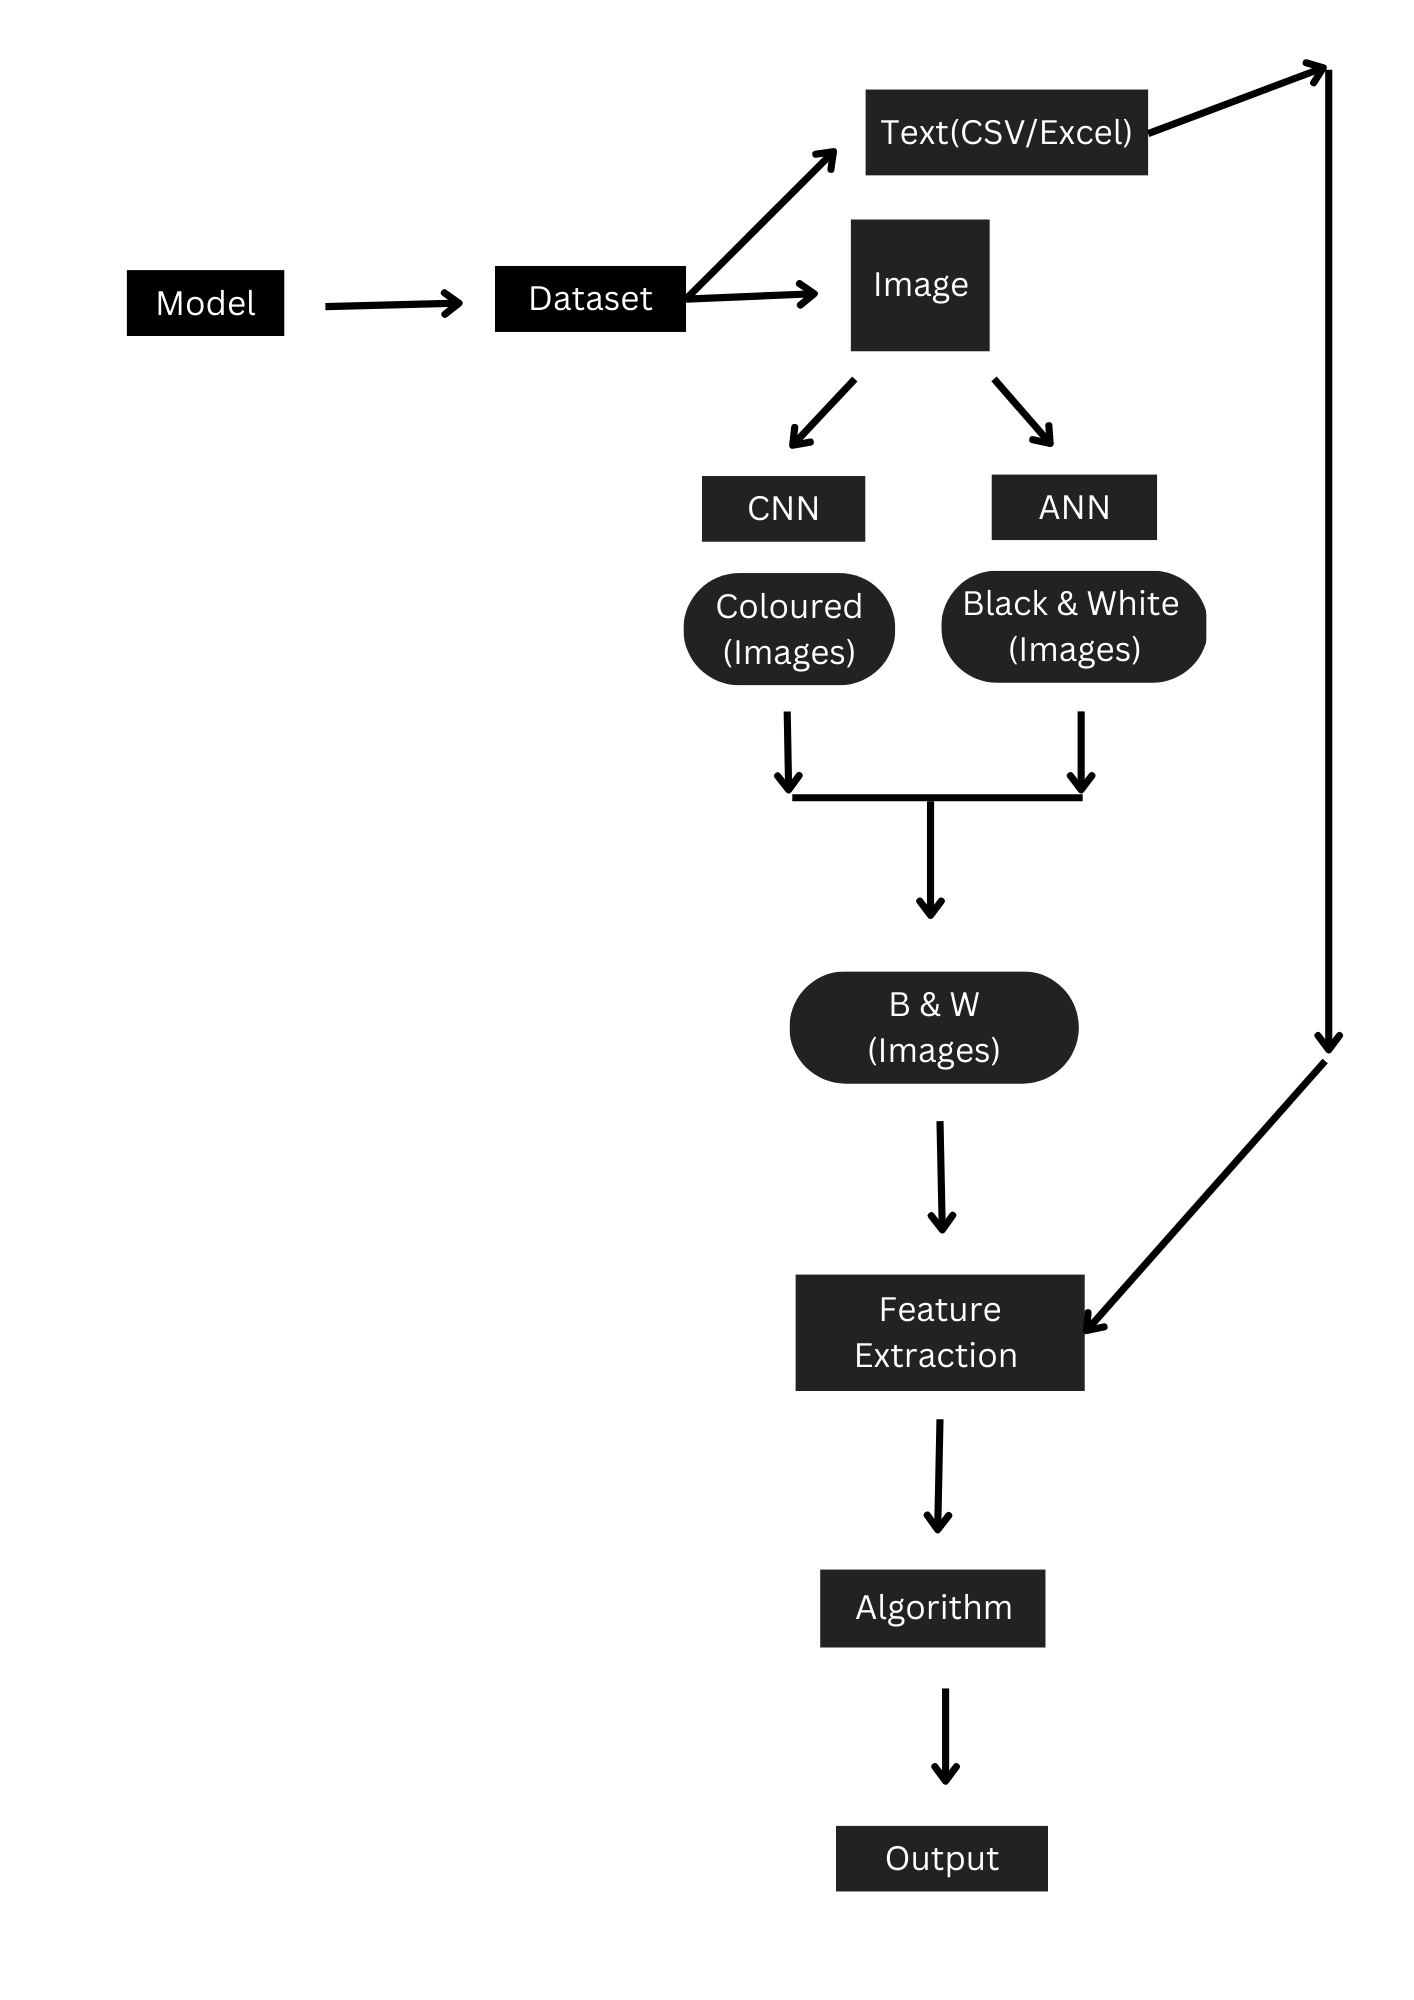 Text(CSV/Excel)
Image
Model
Dataset
CNN
ANN
Coloured
(Images)
Black & White
(Images)
B & W
(Images)
Feature
Extraction
Algorithm
Output